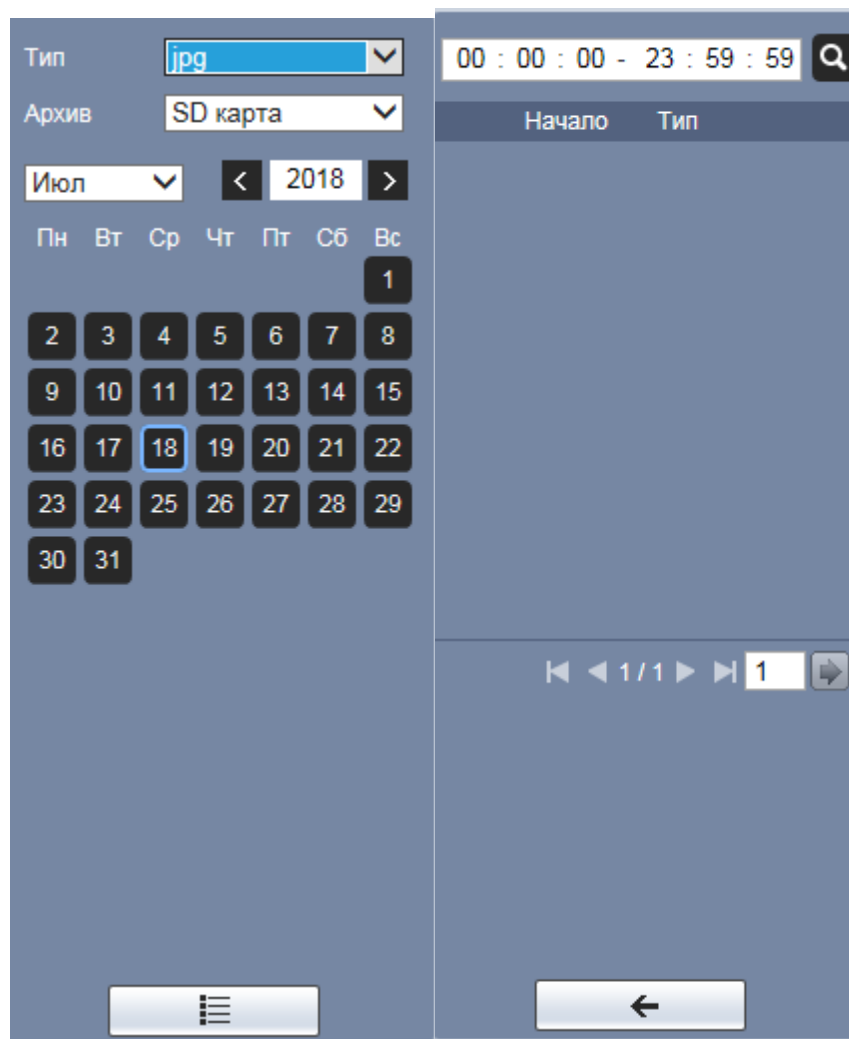 Тип jpg
Архив SD карта
Июл 2018
Пн Вт Ср Чт Пт Сб Вс
1
2 3 4 5 6 7 8
9 10 11 12 13 14 15
16 17 18 19 20 21 22
23 24 25 26 27 28 29
30 31
00 : 00 : 00 - 23 : 59 : 59
Начало Тип
1 / 1 1